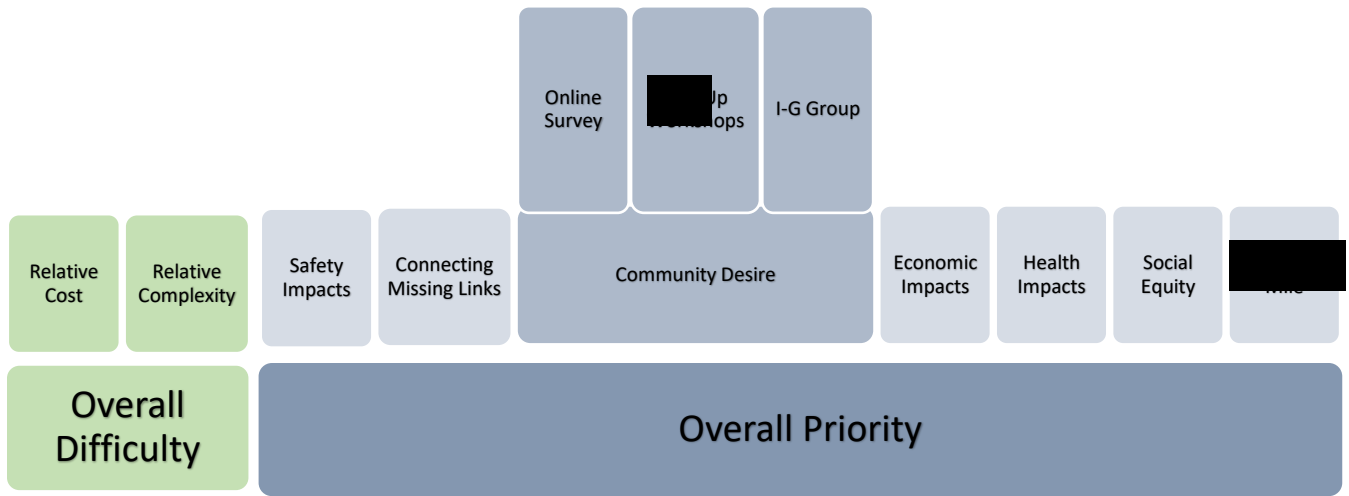 Online
Survey
Up
I-G Group
Relative
Cost
Relative
Complexity
Safety
Impacts
Connecting
Missing Links
Community Desire
Economic
Impacts
Health
Impacts
Social
Equity
Overall
Difficulty
Overall Priority